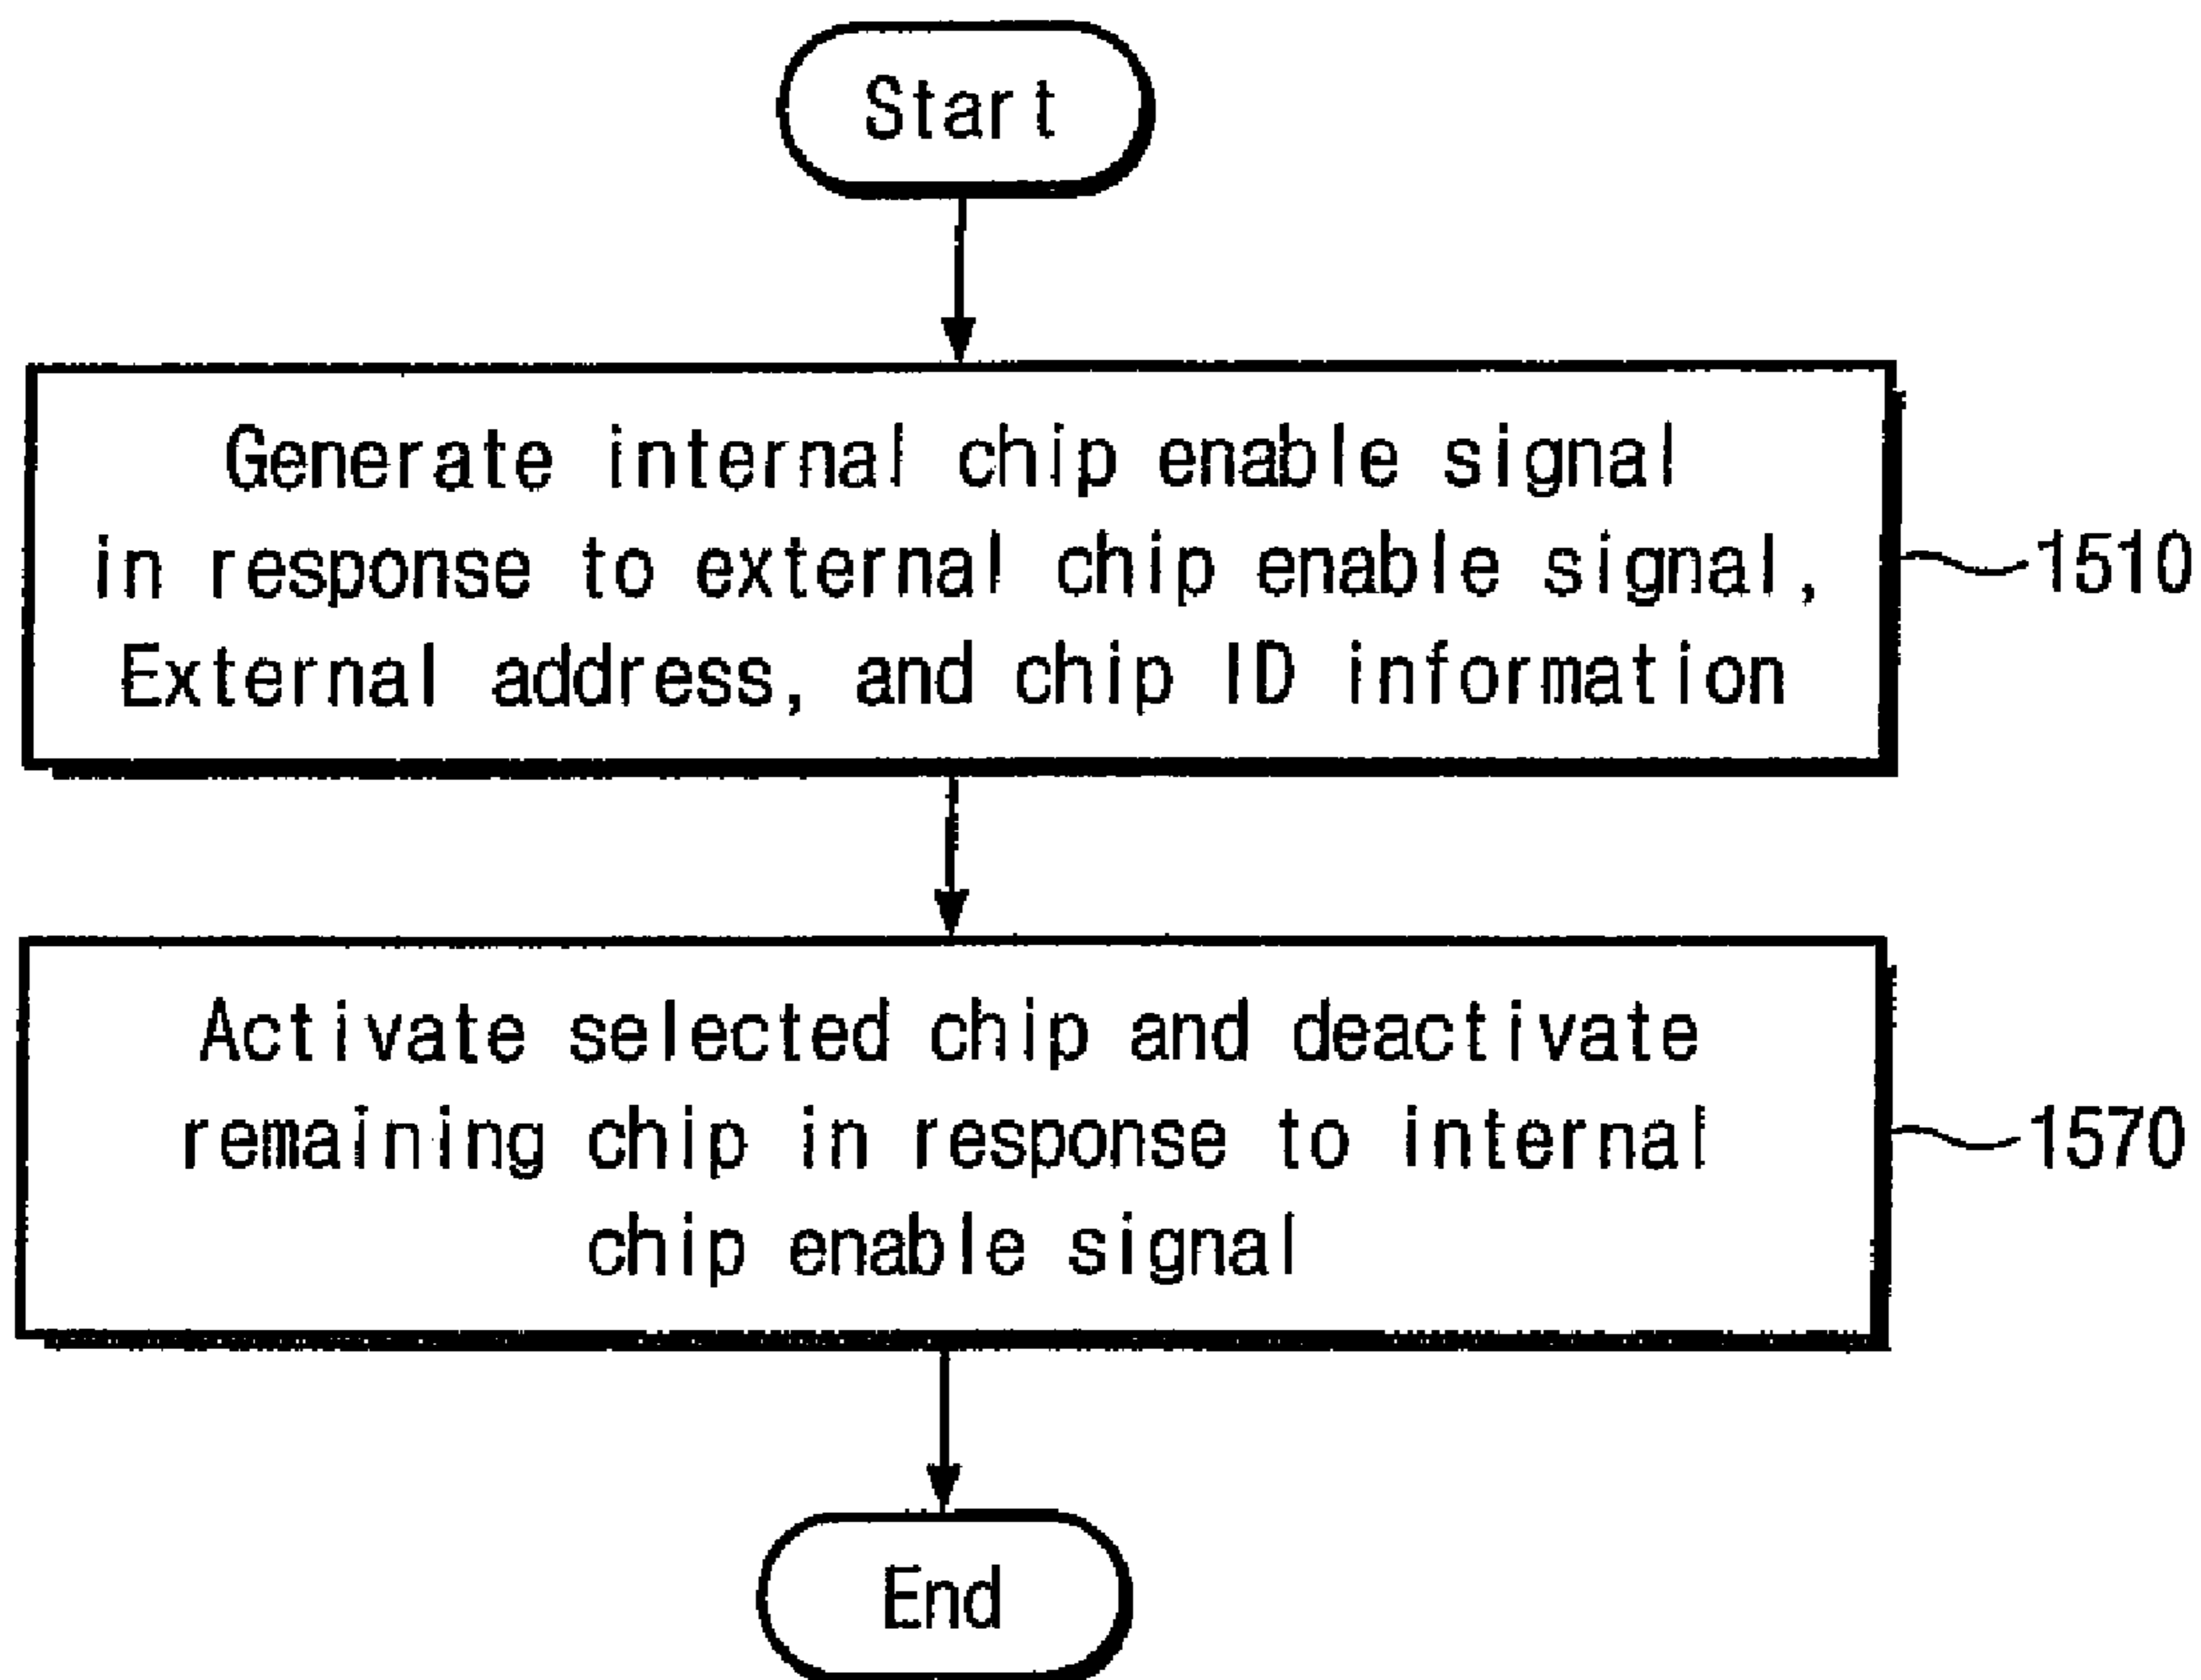 Start
Generate internal chip enable signal
in response to external chip enable signal,
External address, and chip ID information
1510
Activate selected chip and deactivate
remaining chip in response to internal
chip enable signal
1570
End